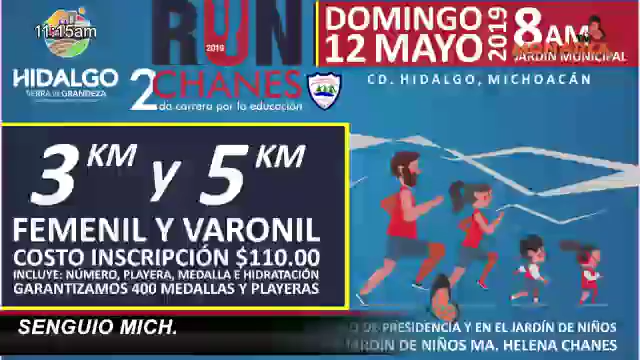 11:15am
RUN
2019
DOMINGO
12 MAYO
2019
8AM
JARDÍN MUNICIPAL
HIDALGO
TIERRA DE GRANDEZA
2 CHANES
da carrera por la educación
CD. HIDALGO, MICHOACÁN
3 KM y 5 KM
FEMENIL Y VARONIL
COSTO INSCRIPCIÓN $110.00
INCLUYE: NÚMERO, PLAYERA, MEDALLA E HIDRATACIÓN
GARANTIZAMOS 400 MEDALLAS Y PLAYERAS
SENGUIO MICH.
DE PRESIDENCIA Y EN EL JARDÍN DE NIÑOS
JARDÍN DE NIÑOS MA. HELENA CHANES